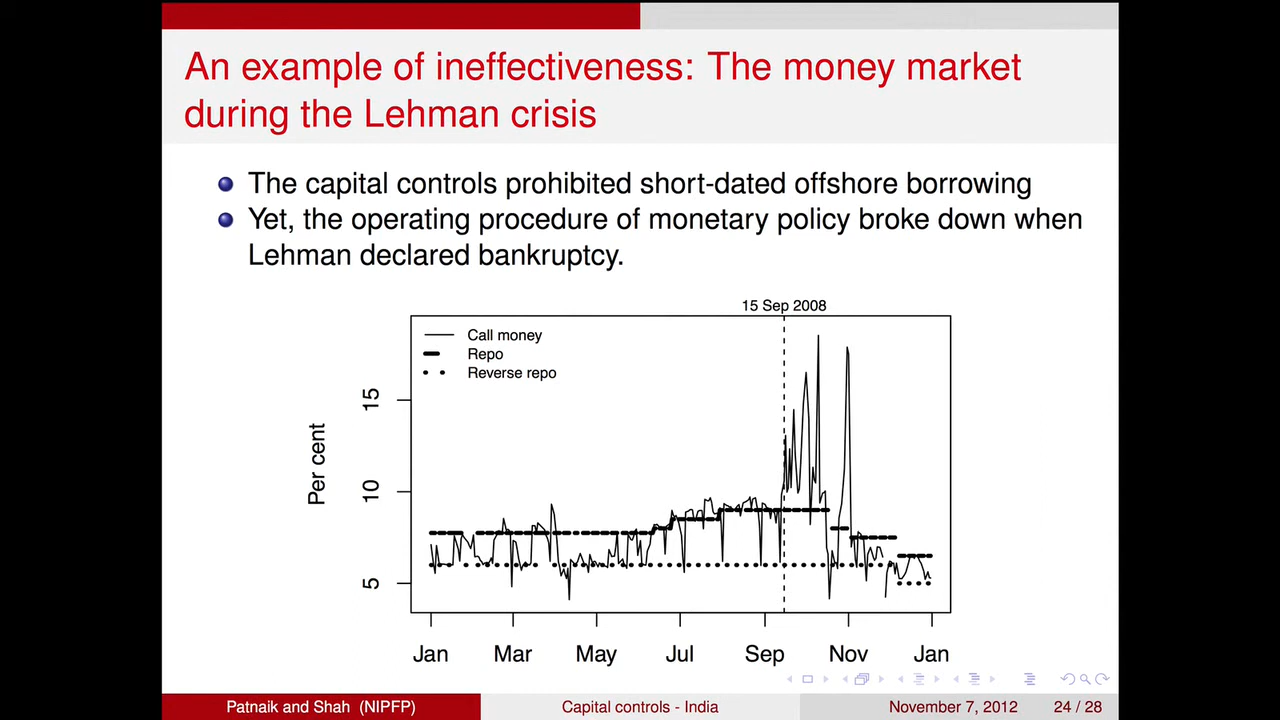 An example of ineffectiveness: The money market
during the Lehman crisis
The capital controls prohibited short-dated offshore borrowing
Yet, the operating procedure of monetary policy broke down when
Lehman declared bankruptcy.
15 Sep 2008
Call money
Repo
Reverse repo
Per cent
15
10
5
Jan Mar May Jul Sep Nov Jan
Patnaik and Shah (NIPFP) Capital controls - India November 7, 2012 24 / 28